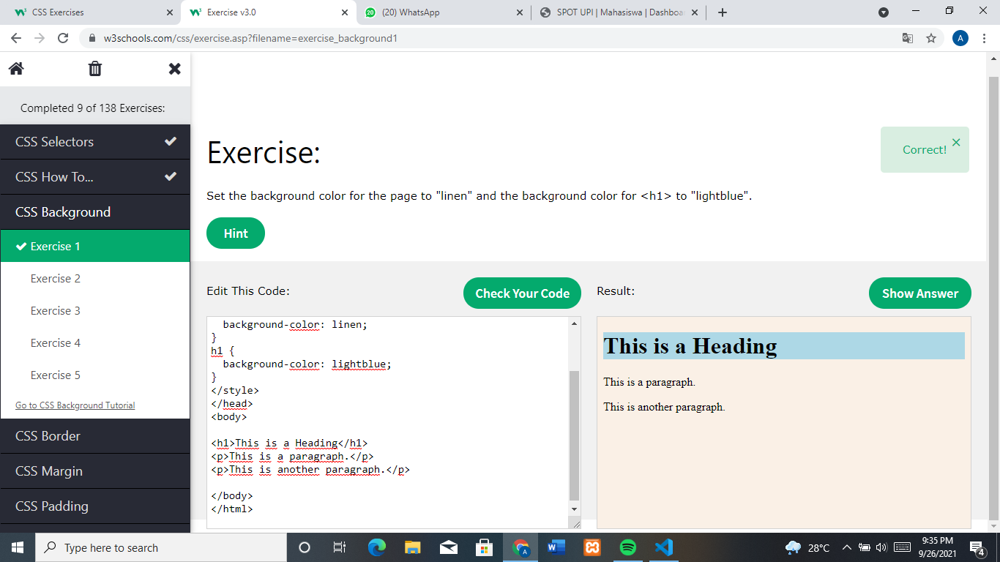 CSS Exercises
Exercise v3.0
(20) WhatsApp
SPOT UPI | Mahasiswa | Dashboa
w3schools.com/css/exercise.asp?filename=exercise_background1
A
Completed 9 of 138 Exercises:
CSS Selectors
CSS How To...
CSS Background
Exercise 1
Exercise 2
Exercise 3
Exercise 4
Exercise 5
Go to CSS Background Tutorial
CSS Border
CSS Margin
CSS Padding
Exercise:
Correct!
Set the background color for the page to "linen" and the background color for <h1> to "lightblue".
Hint
Edit This Code:
Check Your Code
background-color: linen;
}
h1 {
background-color: lightblue;
}
</style>
</head>
<body>
<h1>This is a Heading</h1>
<p>This is a paragraph.</p>
<p>This is another paragraph.</p>
</body>
</html>
Result:
Show Answer
This is a Heading
This is a paragraph.
This is another paragraph.
Type here to search
28°C
9:35 PM
9/26/2021
4